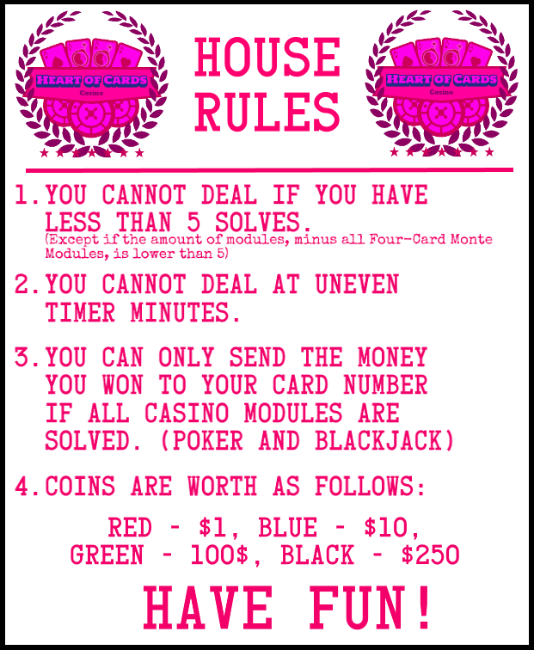 HEART OF CARDS
Casino
HOUSE
RULES
HEART OF CARDS
Casino
1. YOU CANNOT DEAL IF YOU HAVE
LESS THAN 5 SOLVES.
(Except if the amount of modules, minus all Four-Card Monte
Modules, is lower than 5)
2. YOU CANNOT DEAL AT UNEVEN
TIMER MINUTES.
3. YOU CAN ONLY SEND THE MONEY
YOU WON TO YOUR CARD NUMBER
IF ALL CASINO MODULES ARE
SOLVED. (POKER AND BLACKJACK)
4. COINS ARE WORTH AS FOLLOWS:
RED - $1, BLUE - $10,
GREEN - 100$, BLACK - $250
HAVE FUN!